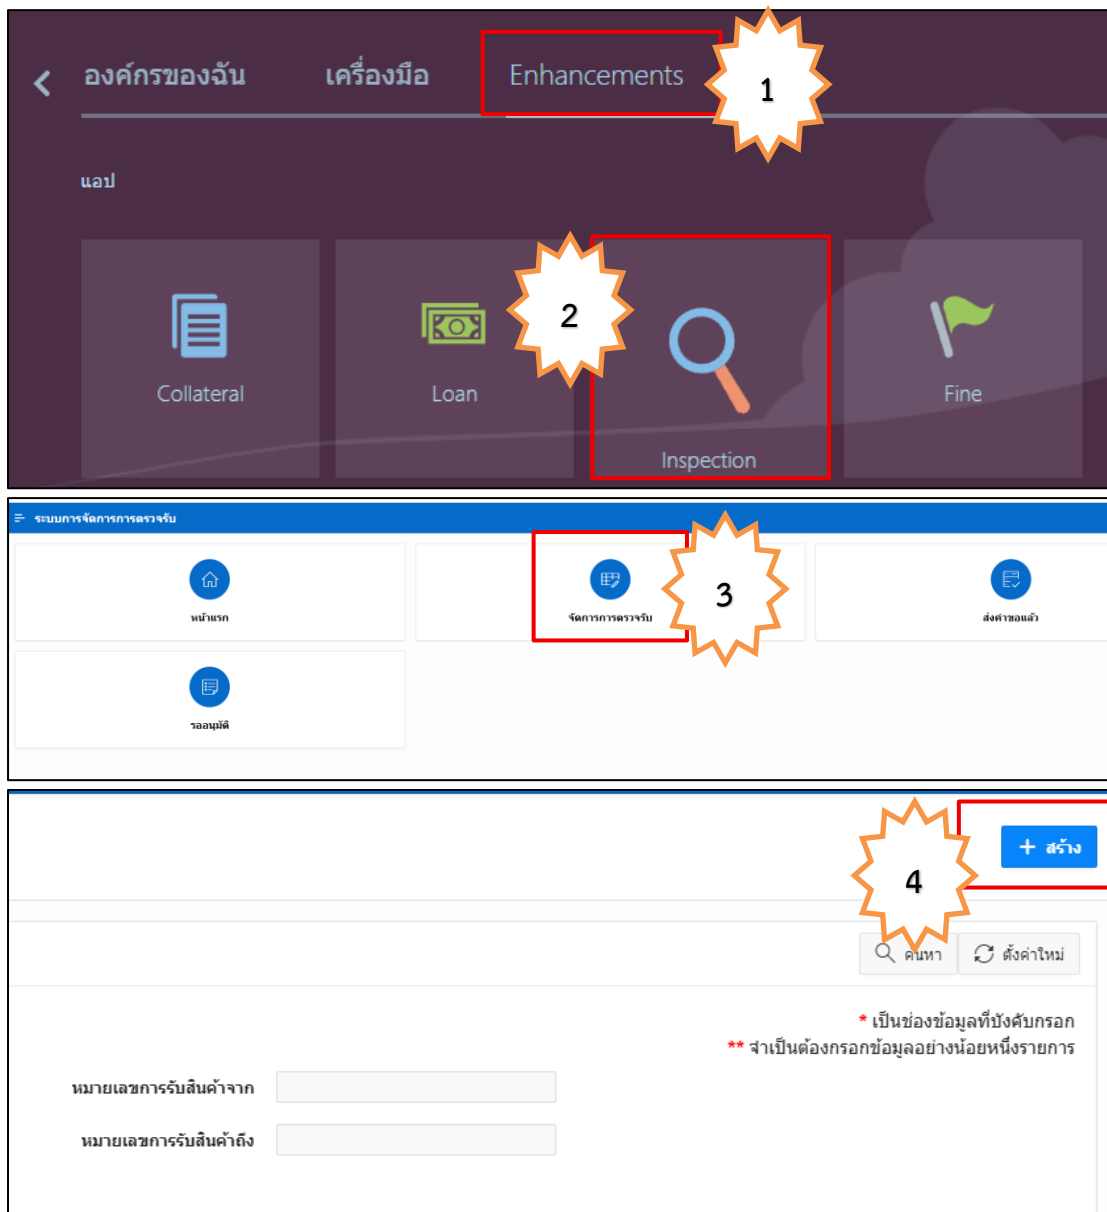 องค์กรของฉัน เครื่องมือ Enhancements 1
แอป
2
Collateral Loan Inspection Fine
ระบบการจัดการการตรวจรับ
3
หน้าแรก จัดการการตรวจรับ ส่งคำขอแล้ว
รออนุมัติ
+ สร้าง
4
ค้นหา ตั้งค่าใหม่
* เป็นช่องข้อมูลที่บังคับกรอก
** จำเป็นต้องกรอกข้อมูลอย่างน้อยหนึ่งรายการ
หมายเลขการรับสินค้าจาก
หมายเลขการรับสินค้าถึง